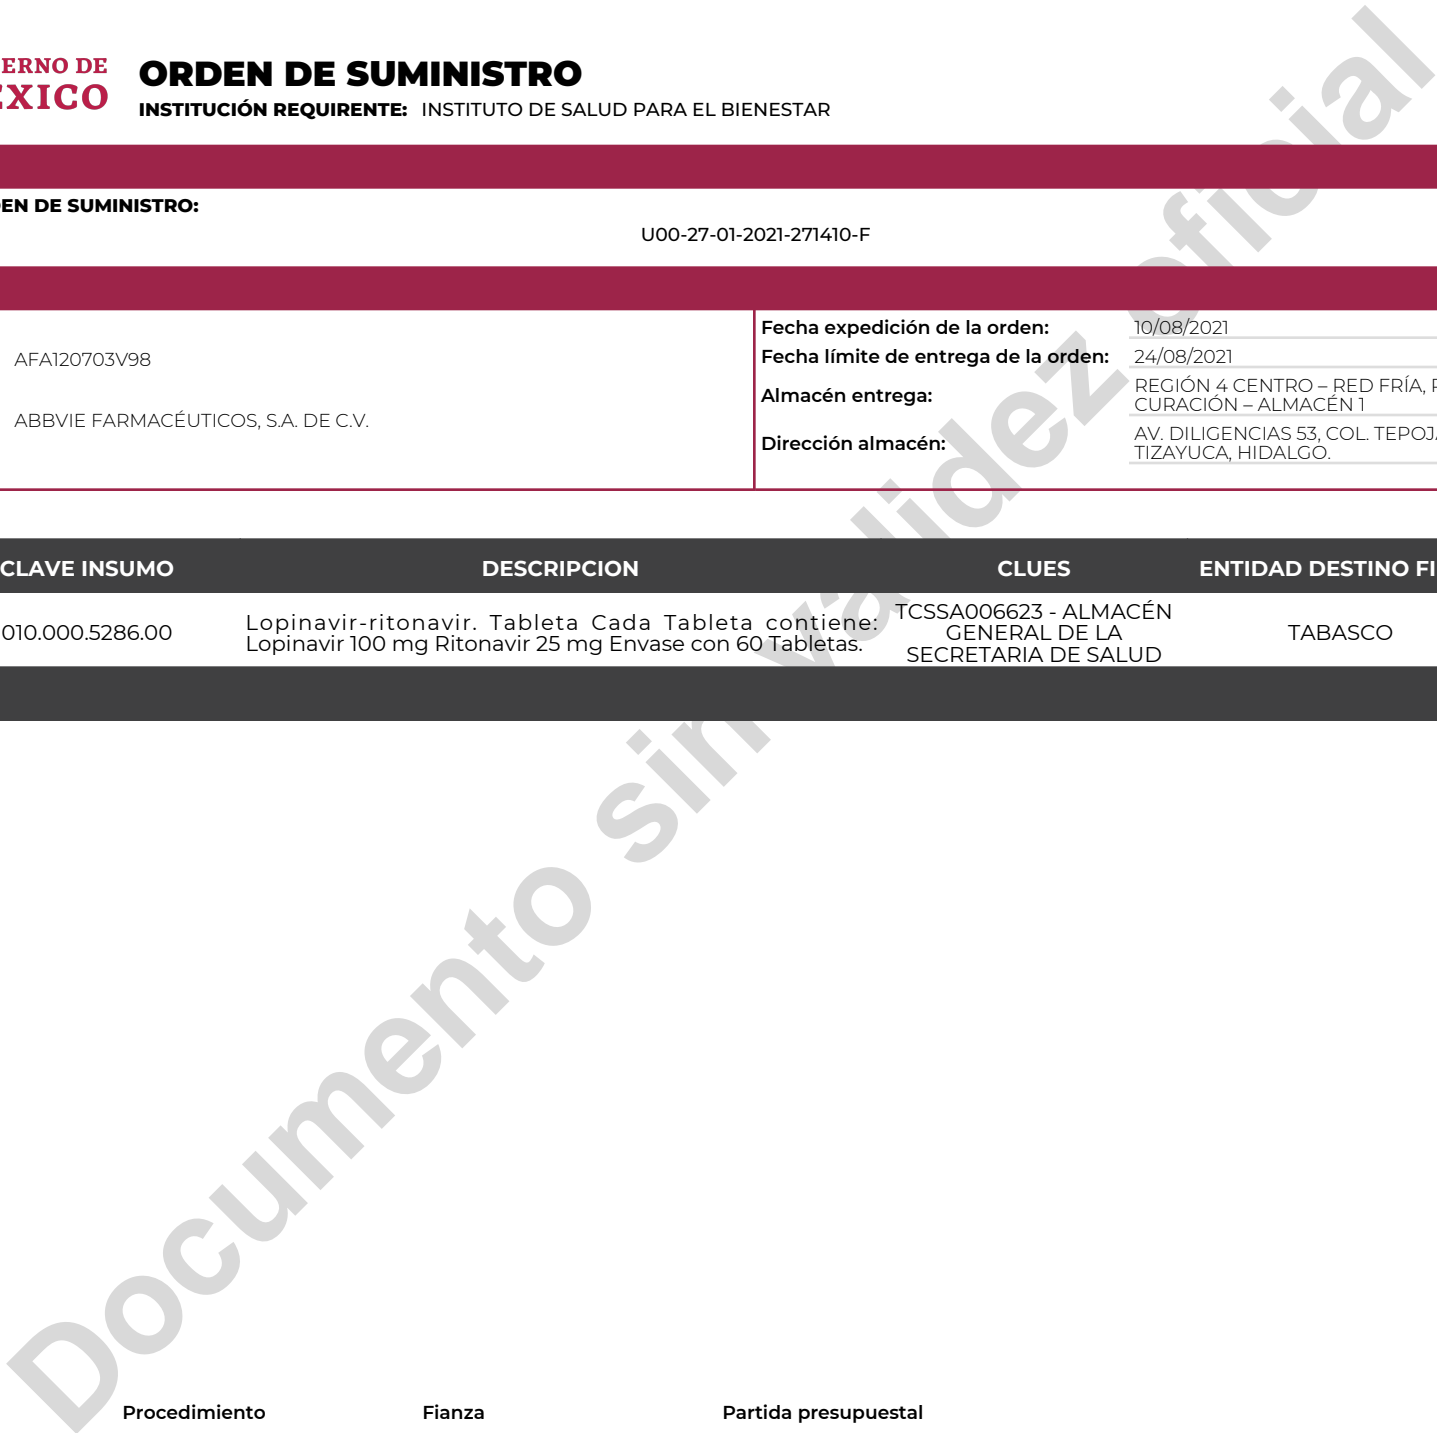 ERNO DE
EXICO
ORDEN DE SUMINISTRO
INSTITUCIÓN REQUIRENTE: INSTITUTO DE SALUD PARA EL BIENESTAR
EN DE SUMINISTRO:
U00-27-01-2021-271410-F
AFA120703V98
ABBVIE FARMACÉUTICOS, S.A. DE C.V.
Fecha expedición de la orden: 10/08/2021
Fecha límite de entrega de la orden: 24/08/2021
Almacén entrega: REGIÓN 4 CENTRO – RED FRÍA,
CURACIÓN – ALMACÉN 1
Dirección almacén: AV. DILIGENCIAS 53, COL. TEPOJA
TIZAYUCA, HIDALGO.
CLAVE INSUMO DESCRIPCION CLUES ENTIDAD DESTINO FI
010.000.5286.00
Lopinavir-ritonavir. Tableta Cada Tableta contiene:
Lopinavir 100 mg Ritonavir 25 mg Envase con 60 Tabletas.
TCSSA006623 - ALMACÉN
GENERAL DE LA
SECRETARIA DE SALUD
TABASCO
Documento sin validez oficial
Procedimiento Fianza Partida presupuestal